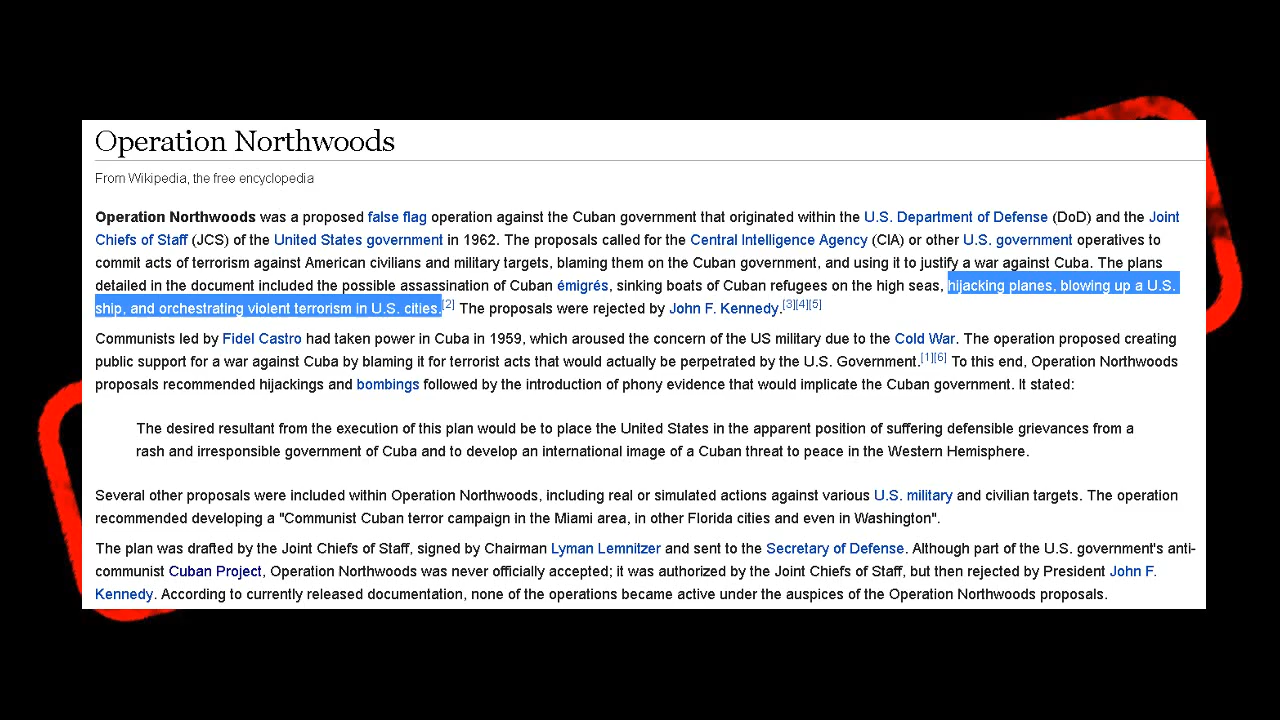 Operation Northwoods
From Wikipedia, the free encyclopedia
Operation Northwoods was a proposed false flag operation against the Cuban government that originated within the U.S. Department of Defense (DoD) and the Joint
Chiefs of Staff (JCS) of the United States government in 1962. The proposals called for the Central Intelligence Agency (CIA) or other U.S. government operatives to
commit acts of terrorism against American civilians and military targets, blaming them on the Cuban government, and using it to justify a war against Cuba. The plans
detailed in the document included the possible assassination of Cuban émigrés, sinking boats of Cuban refugees on the high seas, hijacking planes, blowing up a U.S.
ship, and orchestrating violent terrorism in U.S. cities.[2] The proposals were rejected by John F. Kennedy.[3][4][5]
Communists led by Fidel Castro had taken power in Cuba in 1959, which aroused the concern of the US military due to the Cold War. The operation proposed creating
public support for a war against Cuba by blaming it for terrorist acts that would actually be perpetrated by the U.S. Government.[1][6] To this end, Operation Northwoods
proposals recommended hijackings and bombings followed by the introduction of phony evidence that would implicate the Cuban government. It stated:
The desired resultant from the execution of this plan would be to place the United States in the apparent position of suffering defensible grievances from a
rash and irresponsible government of Cuba and to develop an international image of a Cuban threat to peace in the Western Hemisphere.
Several other proposals were included within Operation Northwoods, including real or simulated actions against various U.S. military and civilian targets. The operation
recommended developing a "Communist Cuban terror campaign in the Miami area, in other Florida cities and even in Washington".
The plan was drafted by the Joint Chiefs of Staff, signed by Chairman Lyman Lemnitzer and sent to the Secretary of Defense. Although part of the U.S. government's anti-
communist Cuban Project, Operation Northwoods was never officially accepted; it was authorized by the Joint Chiefs of Staff, but then rejected by President John F.
Kennedy. According to currently released documentation, none of the operations became active under the auspices of the Operation Northwoods proposals.